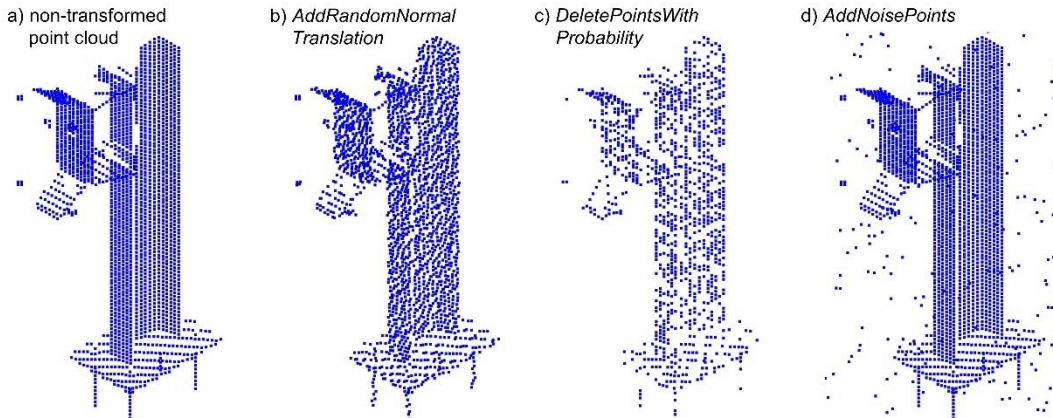 a) non-transformed
point cloud
b) AddRandomNormal
Translation
c) DeletePointsWith
Probability
d) AddNoisePoints